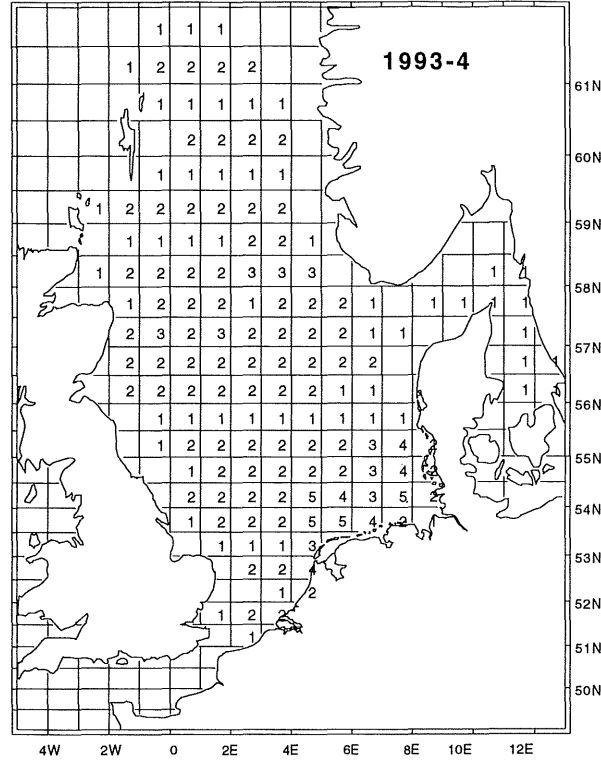 1 1 1
1993-4
1 2 2 2 2
61N
1 1 1 1 1
2 2 2 2
60N
1 1 1 1 1
1 2 2 2 2 2 2
59N
1 1 1 1 2 2 1
1 2 2 2 2 3 3 3 1
58N
1 2 2 2 1 2 2 2 1 1 1 1 1
2 3 2 3 2 2 2 2 1 1 1
57N
2 2 2 2 2 2 2 2 2 1 1
2 2 2 2 2 2 2 1 1 1
56N
1 1 1 1 1 1 1 1 1
1 2 2 2 2 2 2 3 4 2
55N
1 2 2 2 2 2 3 4 2
2 2 2 2 5 4 3 5 2
54N
1 2 2 2 5 5 4 2
1 1 1 3
53N
2 2 4
1 2
52N
1 2 2
1
51N
50N
4W 2W 0 2E 4E 6E 8E 10E 12E